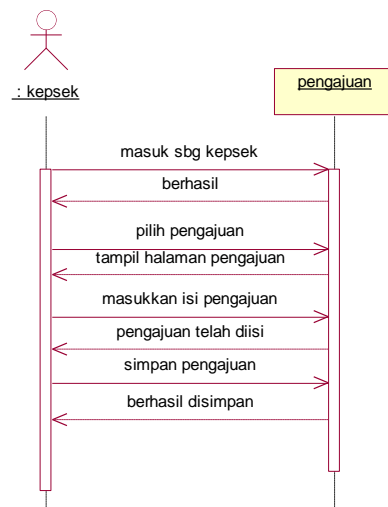 : kepsek
pengajuan
masuk sbg kepsek
berhasil
pilih pengajuan
tampil halaman pengajuan
masukkan isi pengajuan
pengajuan telah diisi
simpan pengajuan
berhasil disimpan